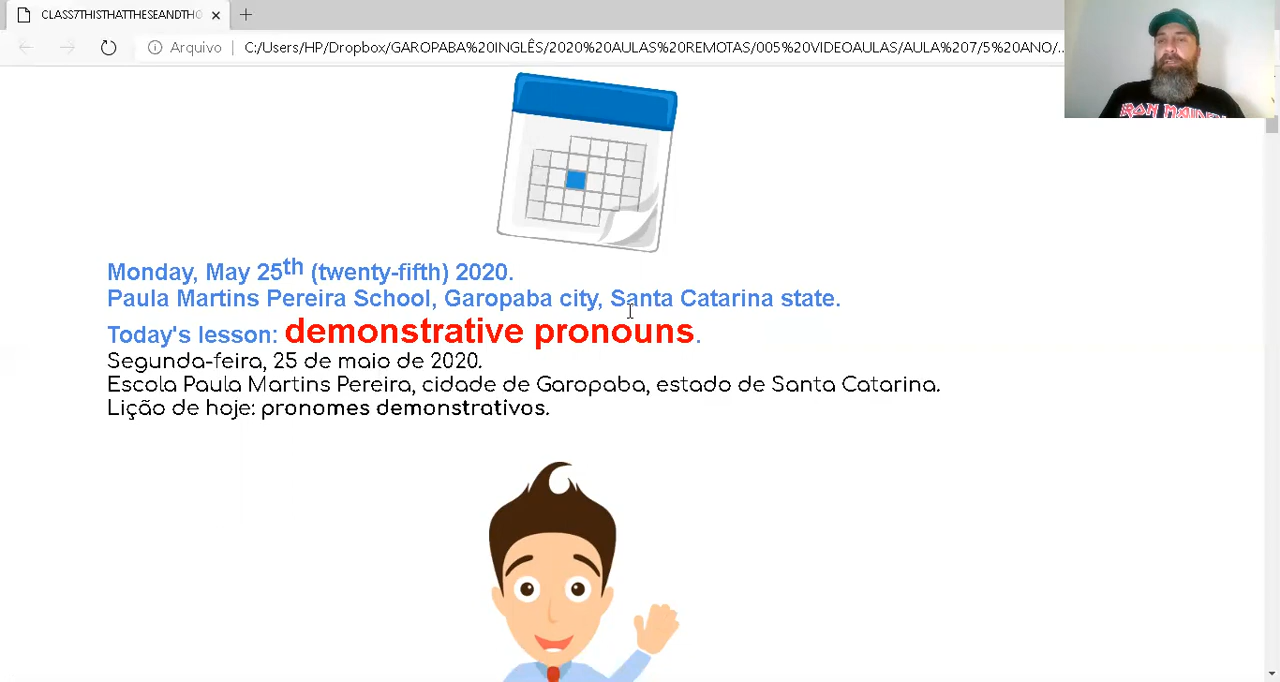 CLASS7THISTHATTHESEANDTHO
Arquivo
C:/Users/HP/Dropbox/GAROPABA%20INGLÊS/2020%20AULAS%20REMOTAS/005%20VIDEOAULAS/AULA%207/5%20ANO/...
IRON MAIDEN
Monday, May 25th (twenty-fifth) 2020.
Paula Martins Pereira School, Garopaba city, Santa Catarina state.
Today's lesson: demonstrative pronouns.
Segunda-feira, 25 de maio de 2020.
Escola Paula Martins Pereira, cidade de Garopaba, estado de Santa Catarina.
Lição de hoje: pronomes demonstrativos.